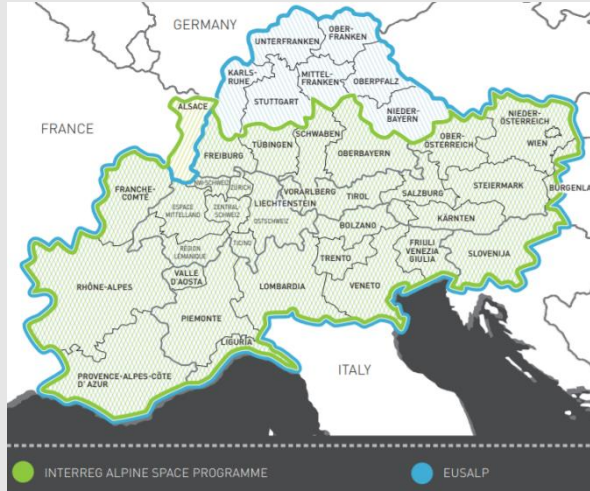 GERMANY
OBER-
FRANKEN
UNTERFRANKEN
KARLS-
RUHE
MITTEL-
FRANKEN
OBERPFALZ
STUTTGART
NIEDER-
BAYERN
ALSACE
FRANCE
NIEDER-
ÖSTERREICH
OBER-
ÖSTERREICH
WIEN
SCHWABEN
TÜBINGEN
OBERBAYERN
FREIBURG
FRANCHE-
COMTÉ
NW-SCHWEIZ
ZÜRICH
VORARLBERG
TIROL
SALZBURG
STEIERMARK
BURGENLA
ESPACE
MITTELLAND
ZENTRAL
SCHWEIZ
LIECHTENSTEIN
OSTSCHWEIZ
KÄRNTEN
BOLZANO
RÉGION
LÉMANIQUE
TICINO
TRENTO
FRIULI
VENEZIA
GIULIA
SLOVENIJA
RHÔNE-ALPES
VALLE
D'AOSTA
LOMBARDIA
VENETO
PIEMONTE
LIGURIA
PROVENCE-ALPES-CÔTE
D' AZUR
ITALY
INTERREG ALPINE SPACE PROGRAMME
EUSALP